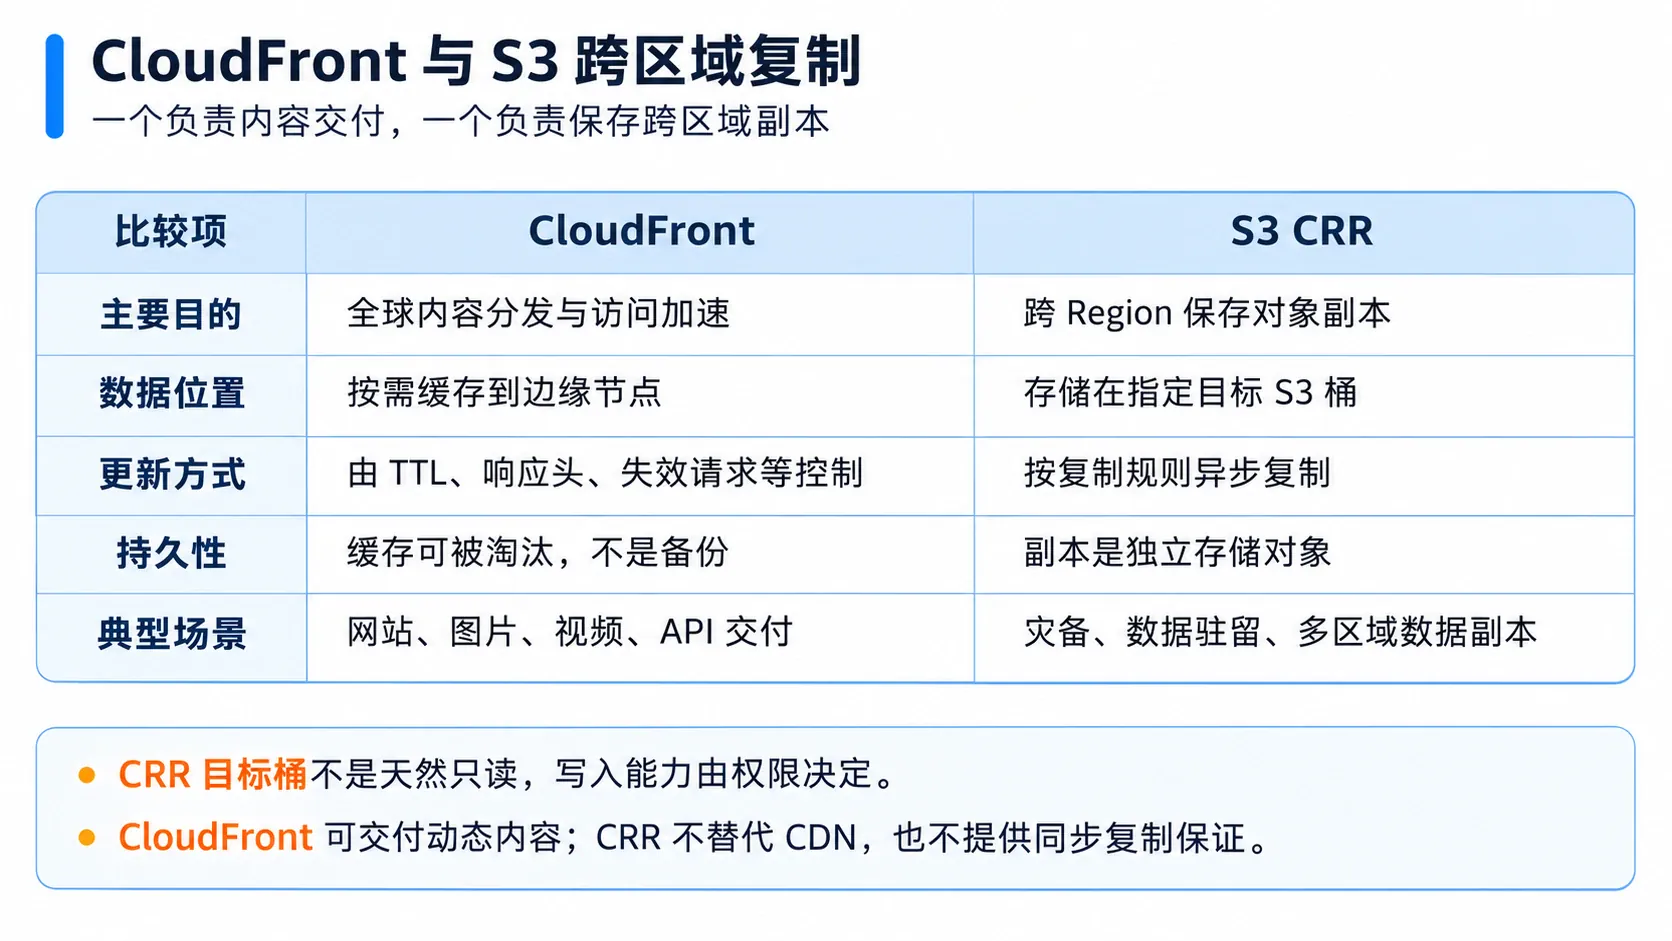 CloudFront 与 S3 跨区域复制
一个负责内容交付，一个负责保存跨区域副本
比较项 CloudFront S3 CRR
主要目的 全球内容分发与访问加速 跨 Region 保存对象副本
数据位置 按需缓存到边缘节点 存储在指定目标 S3 桶
更新方式 由 TTL、响应头、失效请求等控制 按复制规则异步复制
持久性 缓存可被淘汰，不是备份 副本是独立存储对象
典型场景 网站、图片、视频、API 交付 灾备、数据驻留、多区域数据副本
CRR 目标桶不是天然只读，写入能力由权限决定。
CloudFront 可交付动态内容；CRR 不替代 CDN，也不提供同步复制保证。